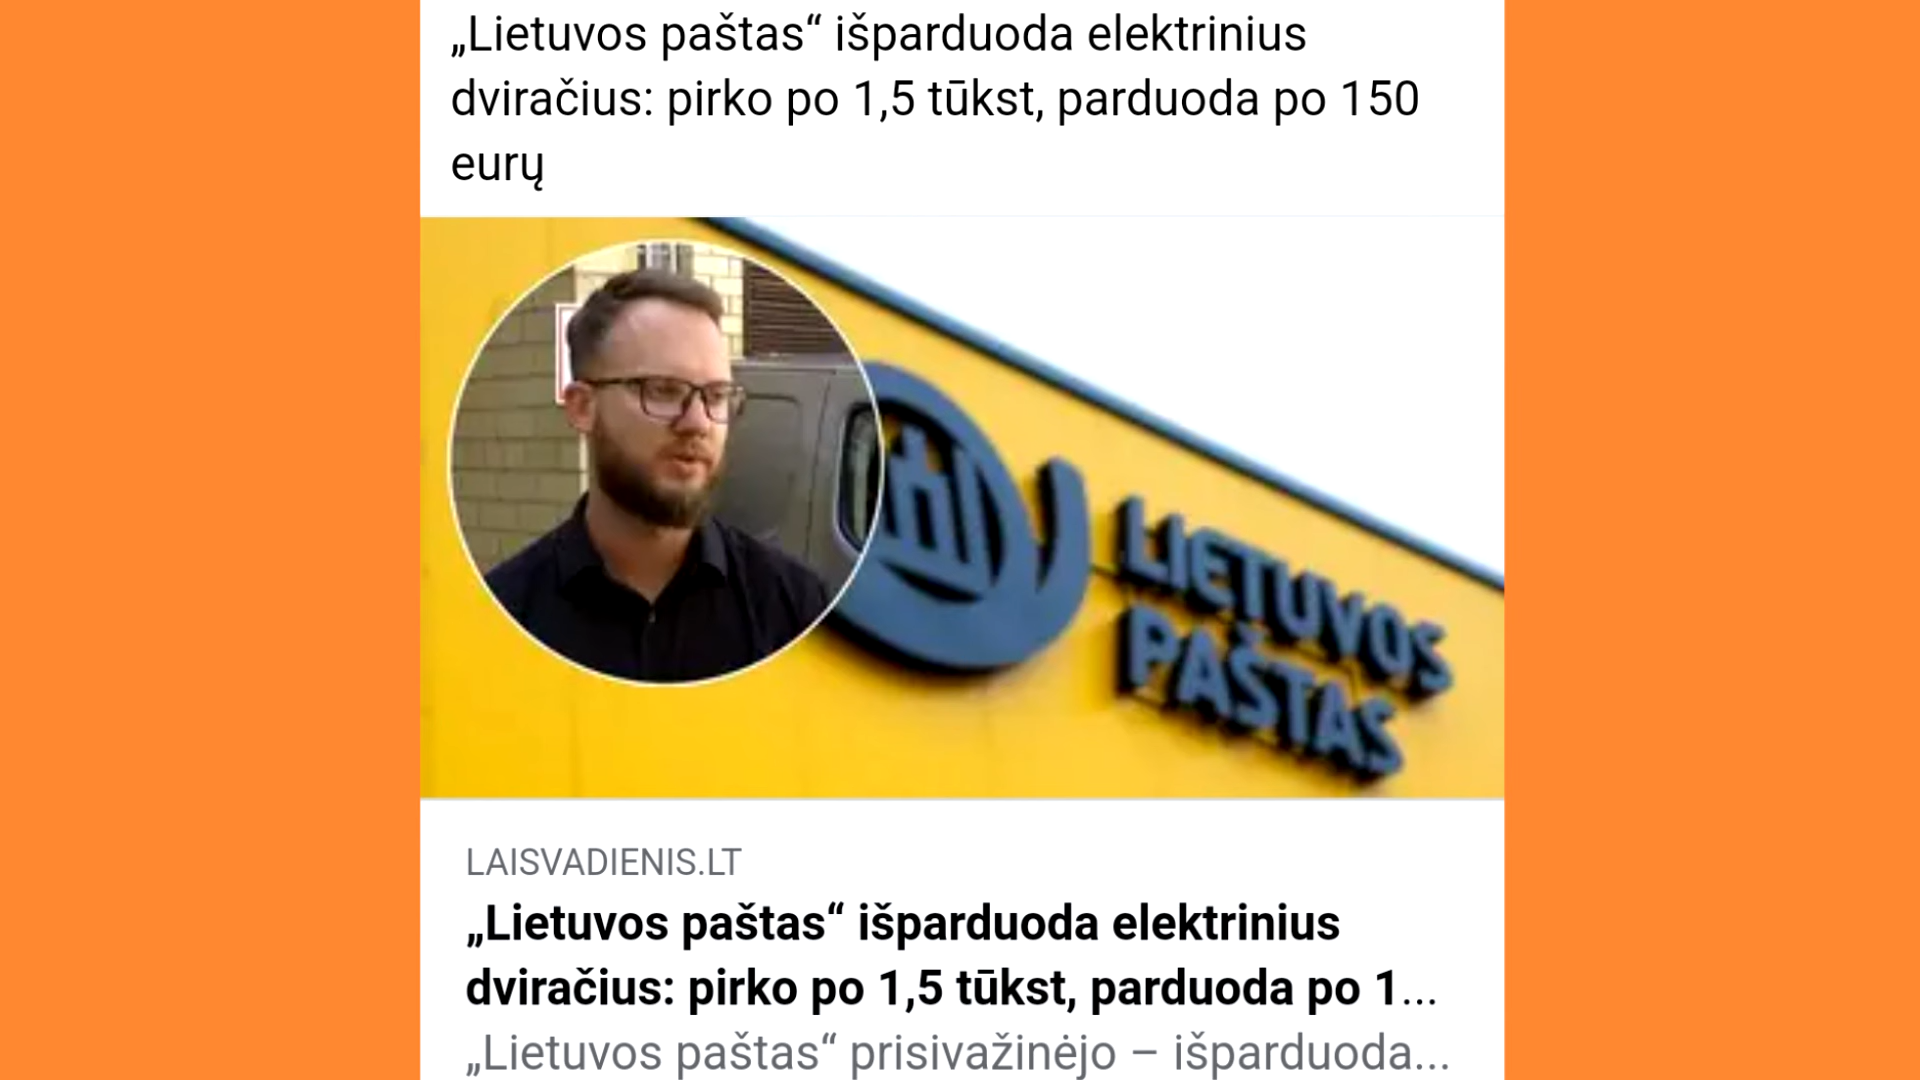 „Lietuvos paštas“ išparduoda elektrinius
dviračius: pirko po 1,5 tūkst, parduoda po 150
eurų
LIETUVOS
PAŠTAS
LAISVADIENIS.LT
„Lietuvos paštas“ išparduoda elektrinius
dviračius: pirko po 1,5 tūkst, parduoda po 1...
„Lietuvos paštas“ prisivažinėjo – išparduoda...